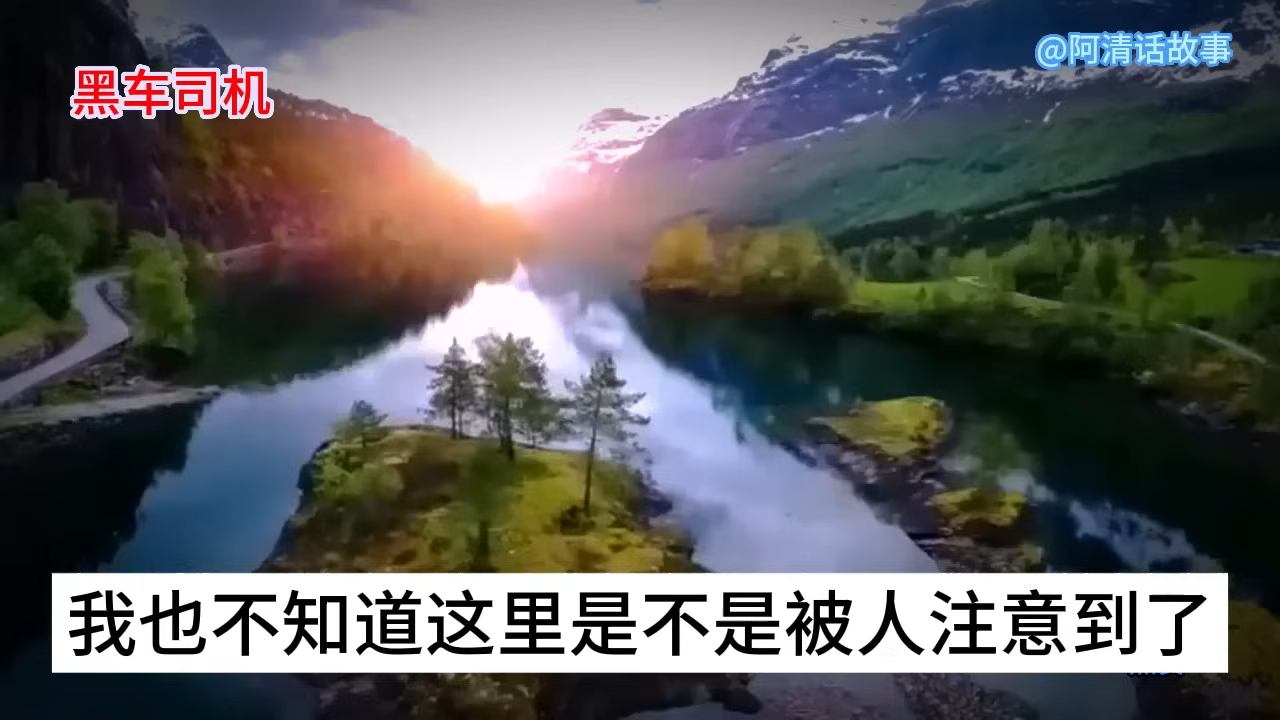 @阿清话故事
黑车司机
我也不知道这里是不是被人注意到了